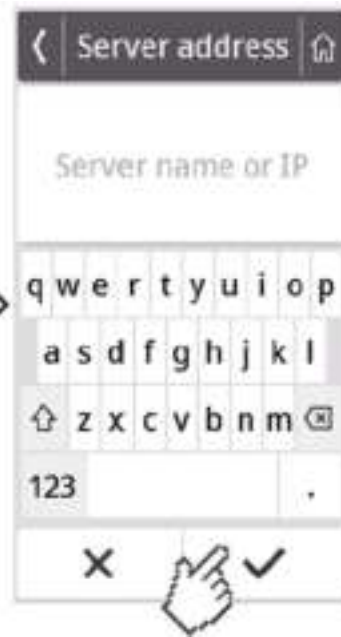 Server address
Server name or IP
q w e r t y u i o p
a s d f g h j k l
z x c v b n m
123 .